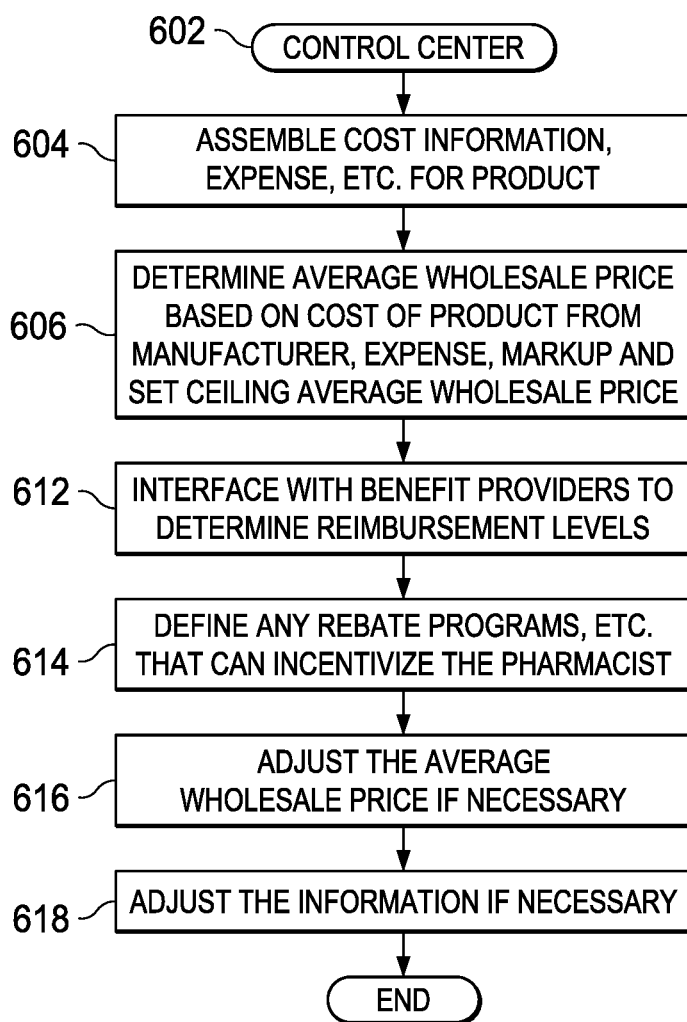 602
CONTROL CENTER
604
ASSEMBLE COST INFORMATION,
EXPENSE, ETC. FOR PRODUCT
606
DETERMINE AVERAGE WHOLESALE PRICE
BASED ON COST OF PRODUCT FROM
MANUFACTURER, EXPENSE, MARKUP AND
SET CEILING AVERAGE WHOLESALE PRICE
612
INTERFACE WITH BENEFIT PROVIDERS TO
DETERMINE REIMBURSEMENT LEVELS
614
DEFINE ANY REBATE PROGRAMS, ETC.
THAT CAN INCENTIVIZE THE PHARMACIST
616
ADJUST THE AVERAGE
WHOLESALE PRICE IF NECESSARY
618
ADJUST THE INFORMATION IF NECESSARY
END